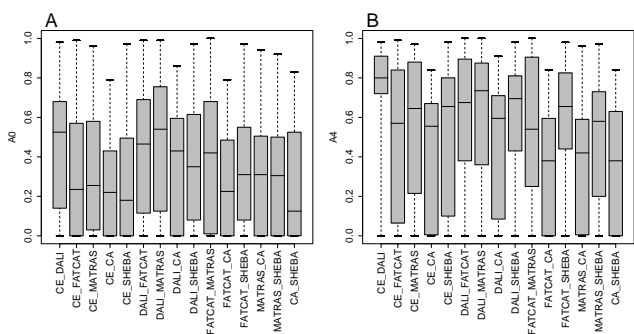 A
B
A0
1.0
0.8
0.6
0.4
0.2
0.0
CE_DALI
CE_FATCAT
CE_MATRAS
CE_CA
CE_SHEBA
DALI_FATCAT
DALI_MATRAS
DALI_CA
DALI_SHEBA
FATCAT_MATRAS
FATCAT_CA
FATCAT_SHEBA
MATRAS_CA
MATRAS_SHEBA
CA_SHEBA
A4
1.0
0.8
0.6
0.4
0.2
0.0
CE_DALI
CE_FATCAT
CE_MATRAS
CE_CA
CE_SHEBA
DALI_FATCAT
DALI_MATRAS
DALI_CA
DALI_SHEBA
FATCAT_MATRAS
FATCAT_CA
FATCAT_SHEBA
MATRAS_CA
MATRAS_SHEBA
CA_SHEBA